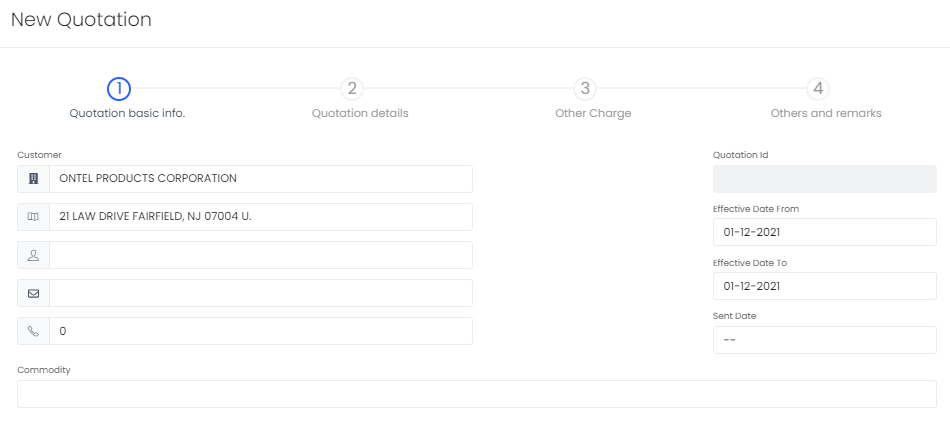 New Quotation
1
2
3
4
Quotation basic info.
Quotation details
Other Charge
Others and remarks
Customer
ONTEL PRODUCTS CORPORATION
21 LAW DRIVE FAIRFIELD, NJ 07004 U.
0
Quotation Id
Effective Date From
01-12-2021
Effective Date To
01-12-2021
Sent Date
--
Commodity